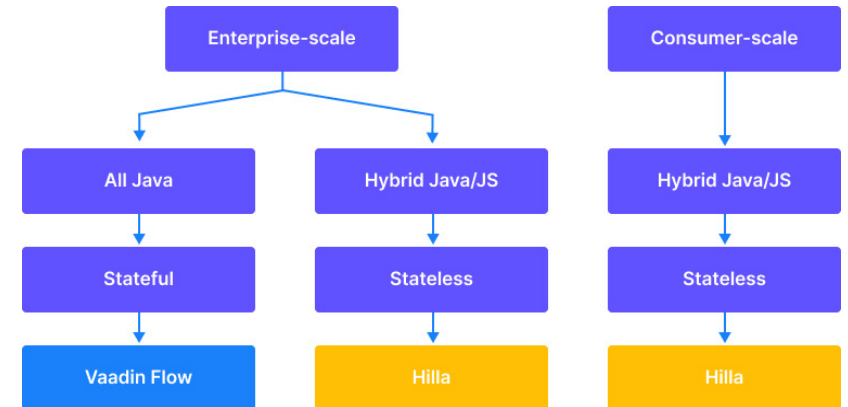 Enterprise-scale
Consumer-scale
All Java
Hybrid Java/JS
Hybrid Java/JS
Stateful
Stateless
Stateless
Vaadin Flow
Hilla
Hilla